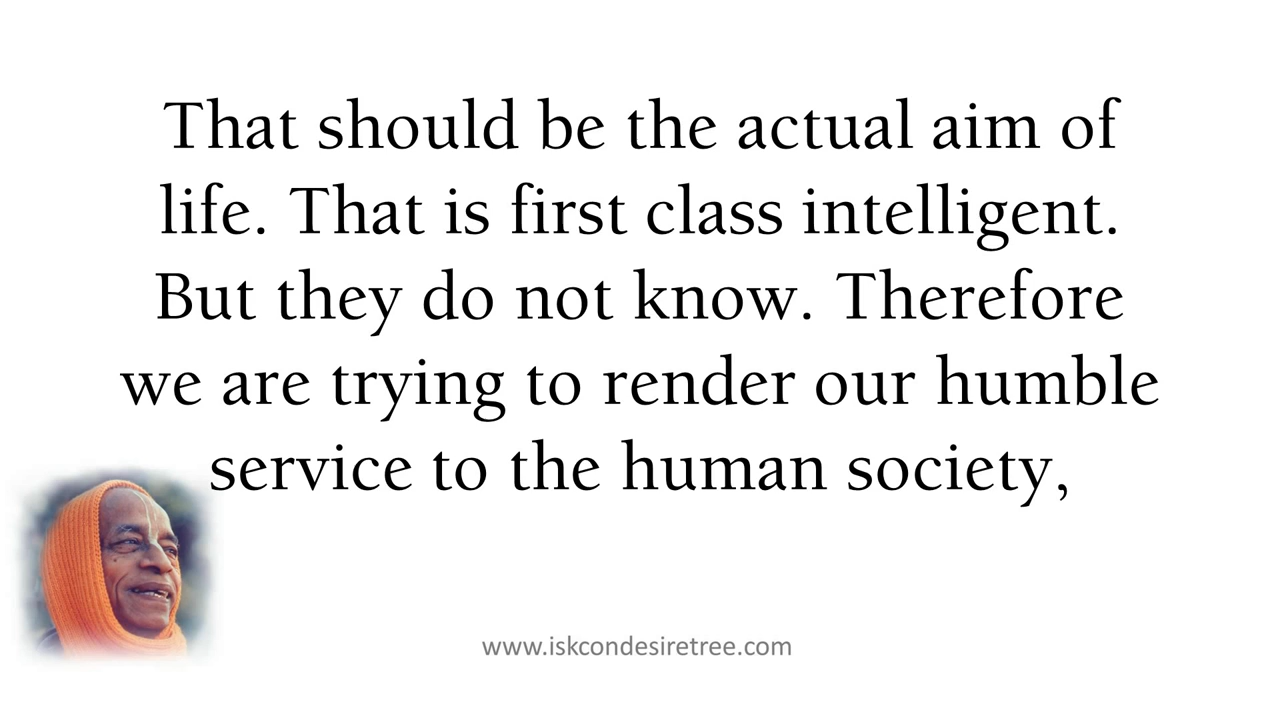 That should be the actual aim of
life. That is first class intelligent.
But they do not know. Therefore
we are trying to render our humble
service to the human society,
www.iskcondesiretree.com